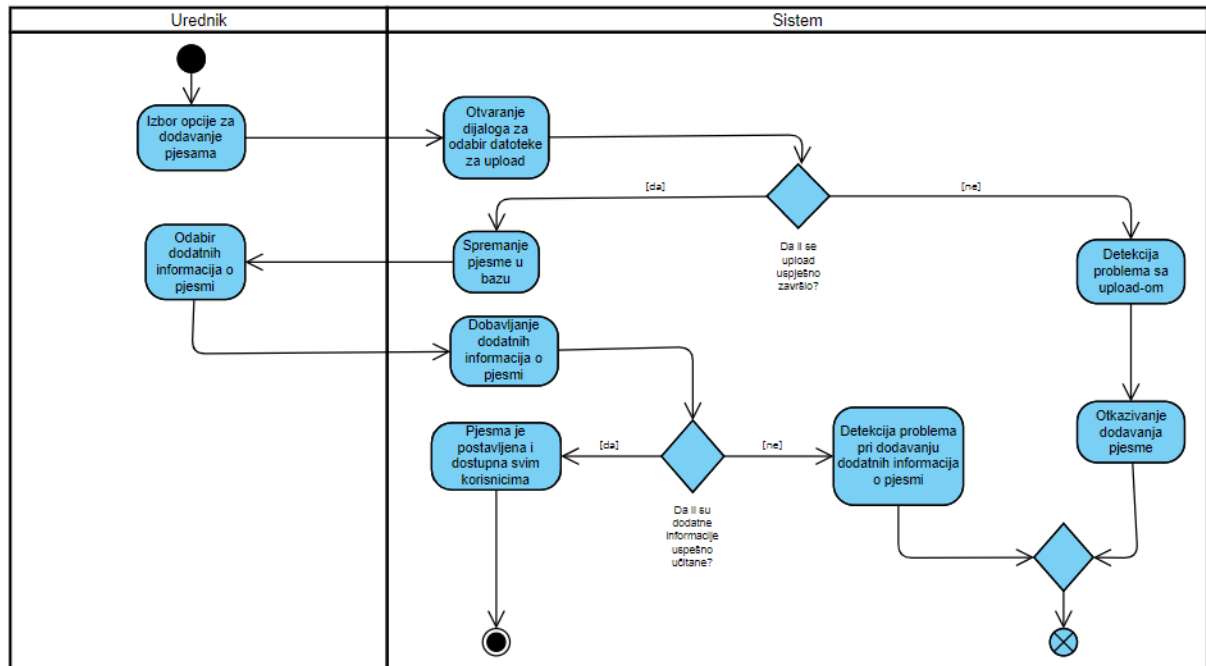 Urednik
Sistem
Izbor opcije za
dodavanje
pjesama
Otvaranje
dijaloga za
odabir datoteke
za upload
[da]
[ne]
Da li se
upload
uspješno
završio?
Odabir
dodatnih
informacija o
pjesmi
Spremanje
pjesme u
bazu
Detekcija
problema sa
upload-om
Dobavljanje
dodatnih
informacija o
pjesmi
Pjesma je
postavljena i
dostupna svim
korisnicima
[da]
[ne]
Da li su
dodatne
informacije
uspešno
učitane?
Detekcija problema
pri dodavanju
dodatnih informacija
o pjesmi
Otkazivanje
dodavanja
pjesme